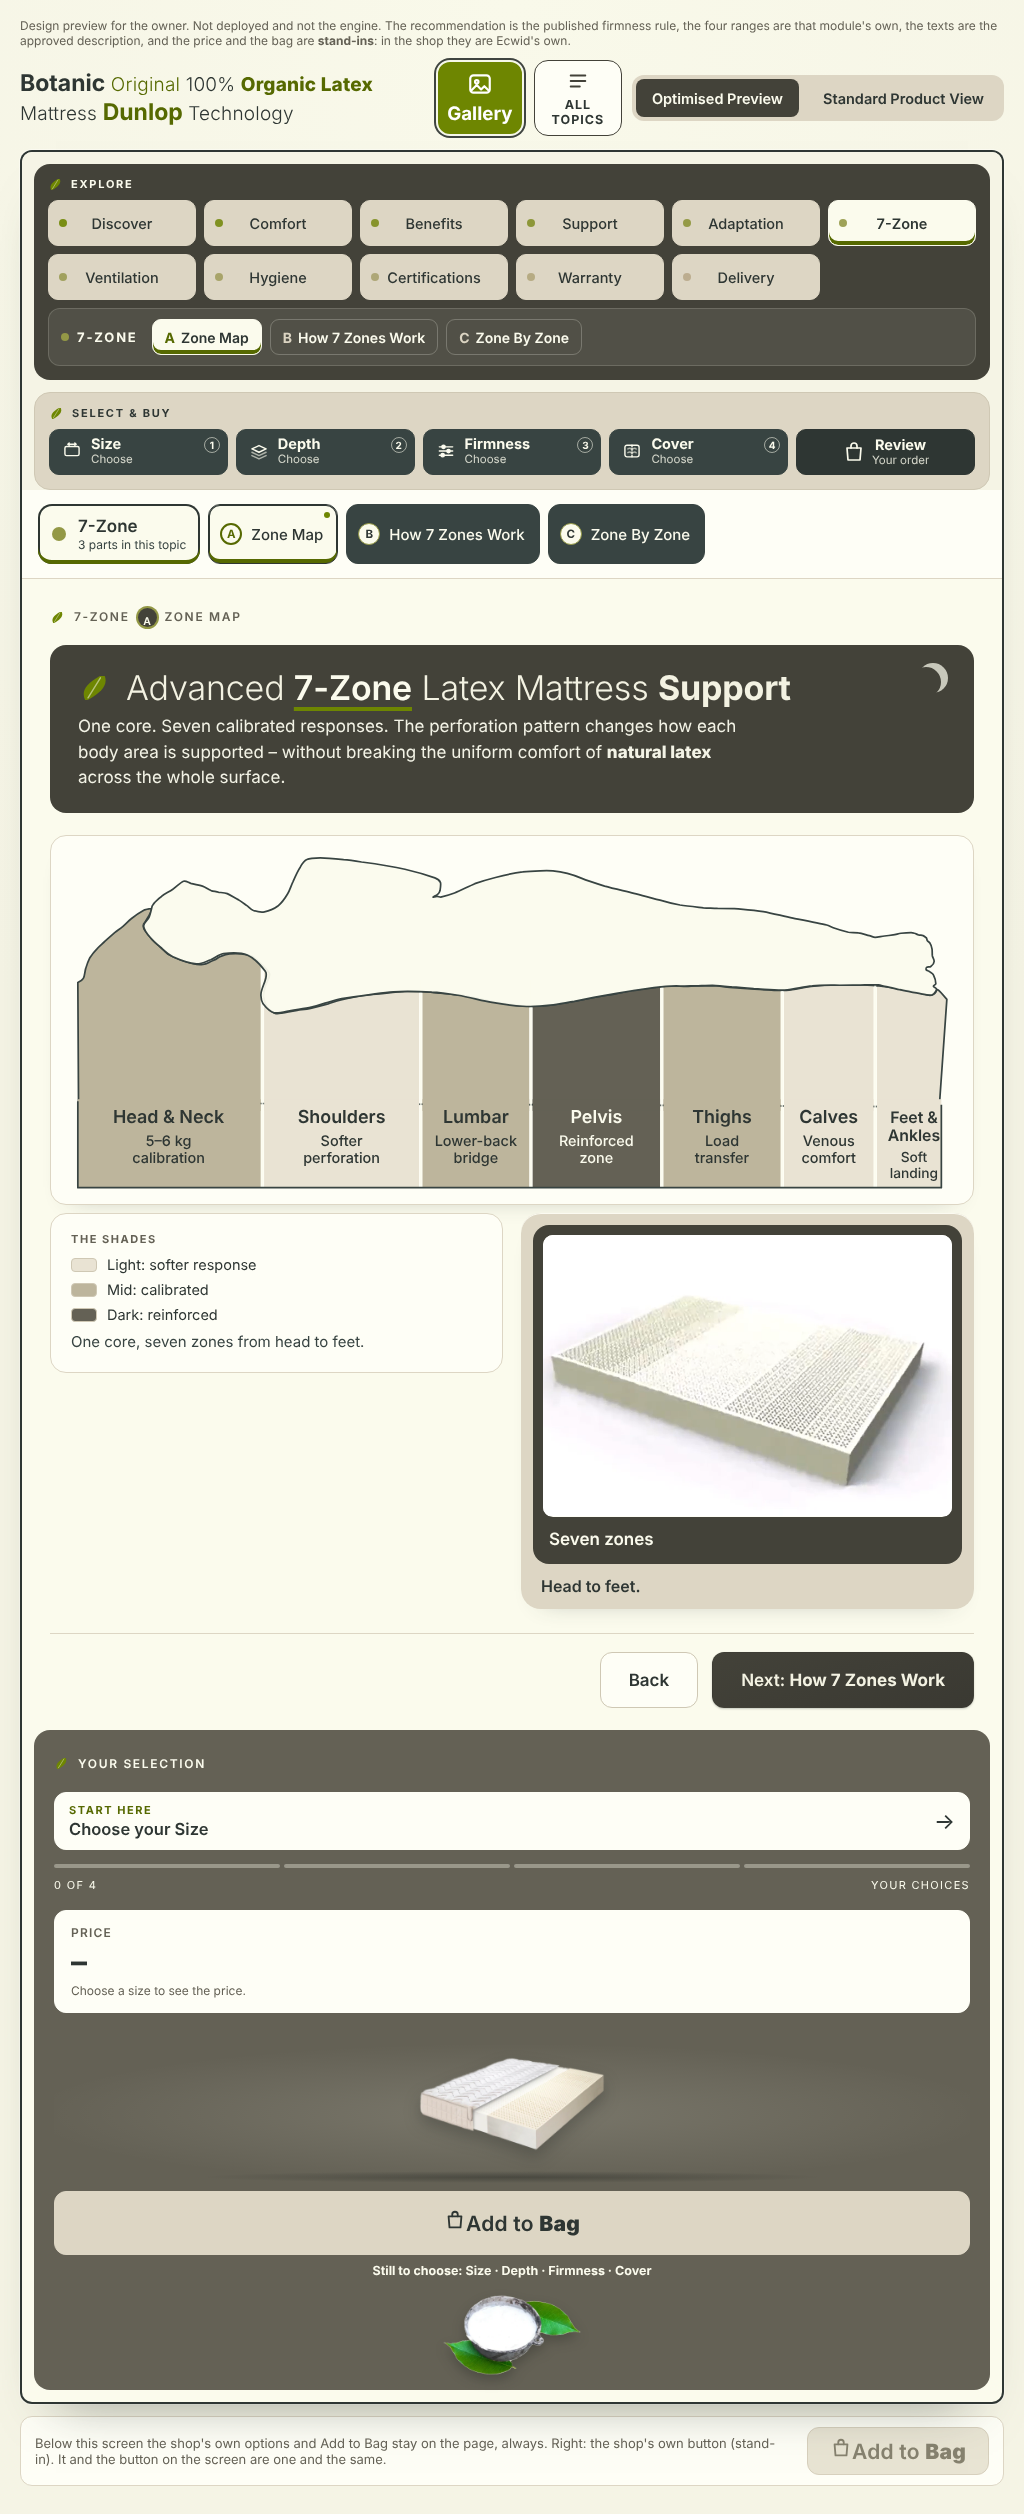 Design preview for the owner. Not deployed and not the engine. The recommendation is the published firmness rule, the four ranges are that module's own, the texts are the
approved description, and the price and the bag are stand-ins: in the shop they are Ecwid's own.
Botanic Original 100% Organic Latex
Mattress Dunlop Technology
Gallery
ALL
TOPICS
Optimised Preview
Standard Product View
EXPLORE
Discover
Comfort
Benefits
Support
Adaptation
7-Zone
Ventilation
Hygiene
Certifications
Warranty
Delivery
7-ZONE
A Zone Map
B How 7 Zones Work
C Zone By Zone
SELECT & BUY
Size
Choose
1
Depth
Choose
2
Firmness
Choose
3
Cover
Choose
4
Review
Your order
7-Zone
3 parts in this topic
A Zone Map
B How 7 Zones Work
C Zone By Zone
7-ZONE A ZONE MAP
Advanced 7-Zone Latex Mattress Support
One core. Seven calibrated responses. The perforation pattern changes how each
body area is supported – without breaking the uniform comfort of natural latex
across the whole surface.
Head & Neck
5–6 kg
calibration
Shoulders
Softer
perforation
Lumbar
Lower-back
bridge
Pelvis
Reinforced
zone
Thighs
Load
transfer
Calves
Venous
comfort
Feet &
Ankles
Soft
landing
THE SHADES
Light: softer response
Mid: calibrated
Dark: reinforced
One core, seven zones from head to feet.
Seven zones
Head to feet.
Back
Next: How 7 Zones Work
YOUR SELECTION
START HERE
Choose your Size
0 OF 4
YOUR CHOICES
PRICE
–
Choose a size to see the price.
Add to Bag
Still to choose: Size · Depth · Firmness · Cover
Below this screen the shop's own options and Add to Bag stay on the page, always. Right: the shop's own button (stand-
in). It and the button on the screen are one and the same.
Add to Bag